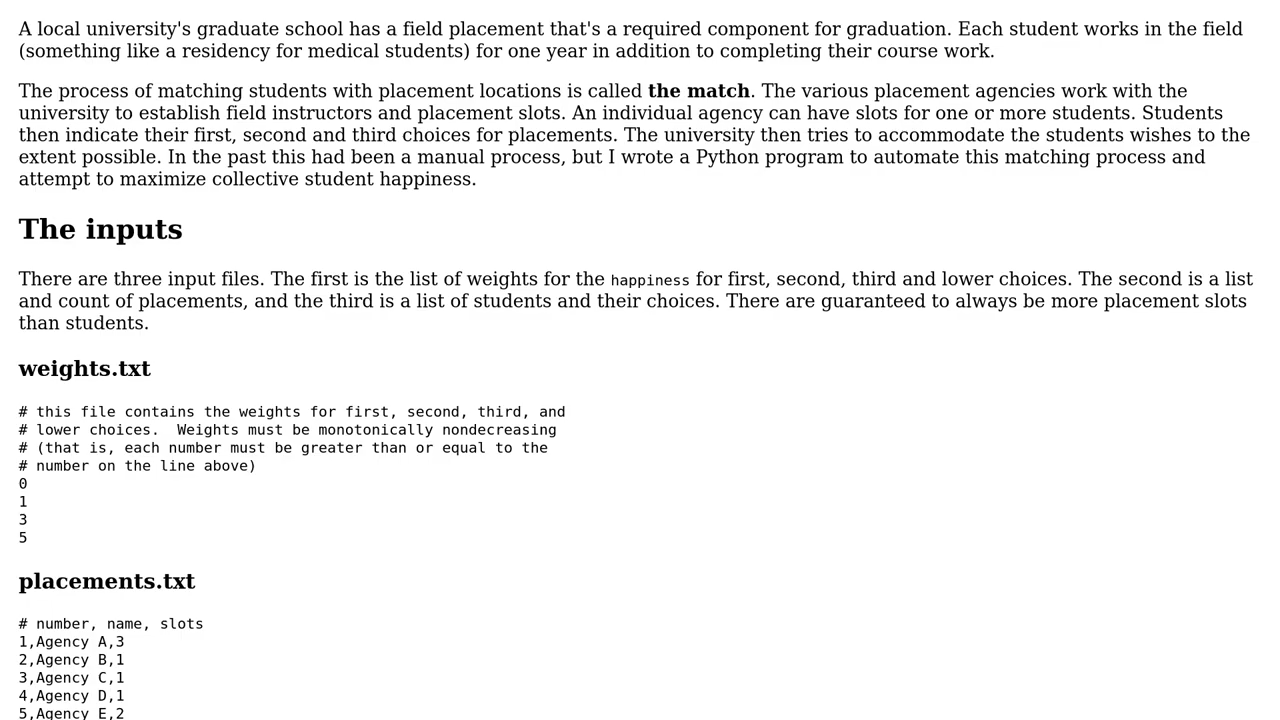 A local university's graduate school has a field placement that's a required component for graduation. Each student works in the field
(something like a residency for medical students) for one year in addition to completing their course work.
The process of matching students with placement locations is called the match. The various placement agencies work with the
university to establish field instructors and placement slots. An individual agency can have slots for one or more students. Students
then indicate their first, second and third choices for placements. The university then tries to accommodate the students wishes to the
extent possible. In the past this had been a manual process, but I wrote a Python program to automate this matching process and
attempt to maximize collective student happiness.
The inputs
There are three input files. The first is the list of weights for the happiness for first, second, third and lower choices. The second is a list
and count of placements, and the third is a list of students and their choices. There are guaranteed to always be more placement slots
than students.
weights.txt
# this file contains the weights for first, second, third, and
# lower choices.  Weights must be monotonically nondecreasing
# (that is, each number must be greater than or equal to the
# number on the line above)
0
1
3
5
placements.txt
# number, name, slots
1,Agency A,3
2,Agency B,1
3,Agency C,1
4,Agency D,1
5,Agency E,2